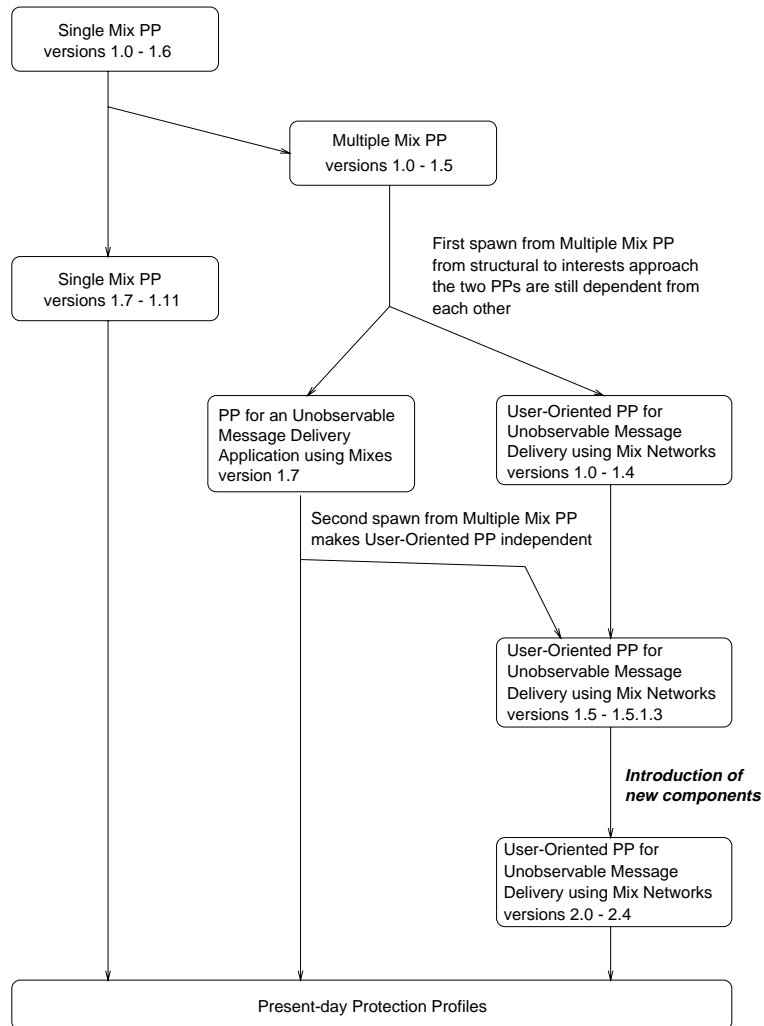 Single Mix PP
versions 1.0 - 1.6
Multiple Mix PP
versions 1.0 - 1.5
First spawn from Multiple Mix PP
from structural to interests approach
the two PPs are still dependent from
each other
Single Mix PP
versions 1.7 - 1.11
PP for an Unobservable
Message Delivery
Application using Mixes
version 1.7
User-Oriented PP for
Unobservable Message
Delivery using Mix Networks
versions 1.0 - 1.4
Second spawn from Multiple Mix PP
makes User-Oriented PP independent
User-Oriented PP for
Unobservable Message
Delivery using Mix Networks
versions 1.5 - 1.5.1.3
Introduction of
new components
User-Oriented PP for
Unobservable Message
Delivery using Mix Networks
versions 2.0 - 2.4
Present-day Protection Profiles